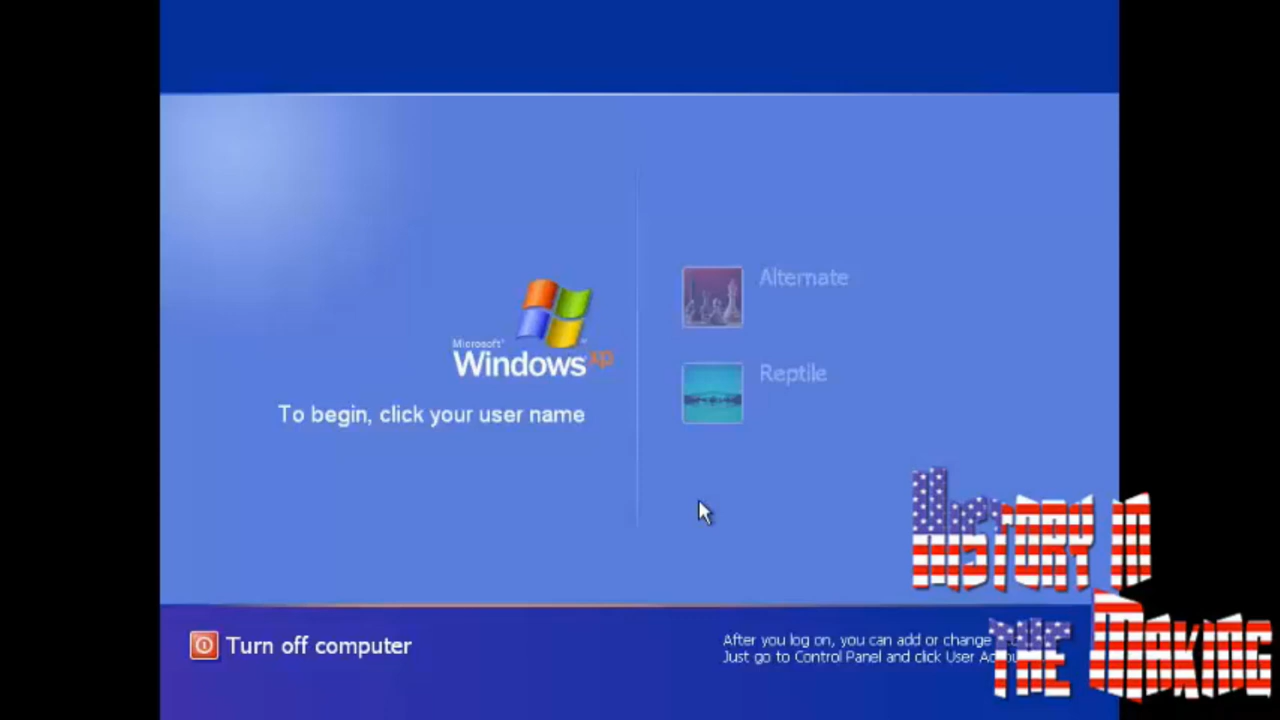 Alternate
Microsoft®
Windows xp
Reptile
To begin, click your user name
Turn off computer
After you log on, you can add or change
Just go to Control Panel and click User
History in
the Making